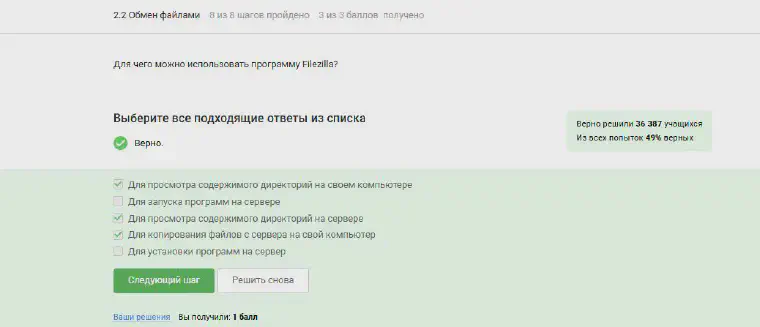 2.2 Обмен файлами 8 из 8 шагов пройдено 3 из 3 баллов получено
Для чего можно использовать программу Filezilla?
Выберите все подходящие ответы из списка
Верно.
Верно решили 36 387 учащихся
Из всех попыток 49% верных
Для просмотра содержимого директорий на своем компьютере
Для запуска программ на сервере
Для просмотра содержимого директорий на сервере
Для копирования файлов с сервера на свой компьютер
Для установки программ на сервер
Следующий шаг Решить снова
Ваши решения Вы получили: 1 балл